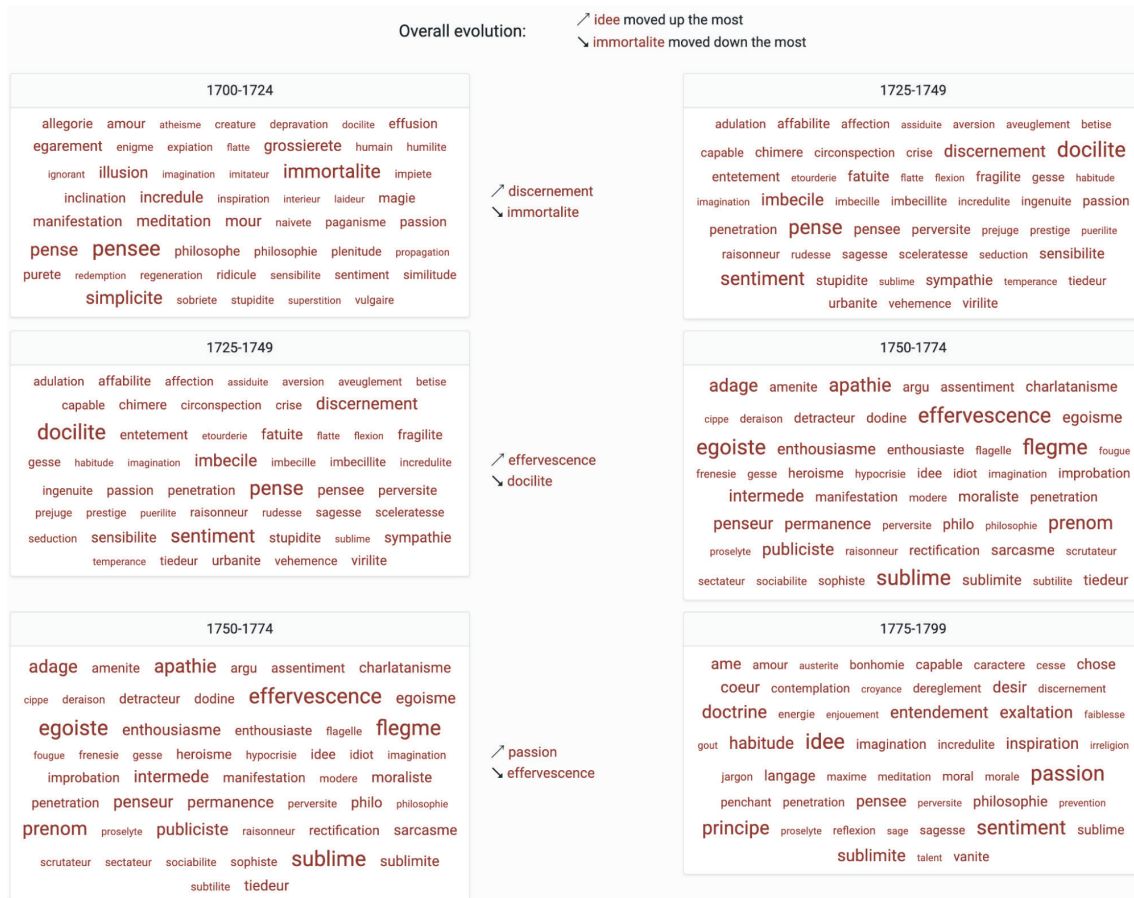 Overall evolution:
↗ idee moved up the most
↘ immortalite moved down the most
1700-1724
allegorie amour atheisme creature depravation docilite effusion
egarement enigme expiation flatte grossierete humain humilite
ignorant illusion imagination imitateur immortalite impiete
inclination incredule inspiration interieur laideur magie
manifestation meditation mour naivete paganisme passion
pense pensee philosophe philosophie plenitude propagation
purete redemption regeneration ridicule sensibilite sentiment similitude
simplicite sobriete stupidite superstition vulgaire
↗ discernement
↘ immortalite
1725-1749
adulation affabilite affection assiduite aversion aveuglement betise
capable chimere circonspection crise discernement docilite
entetement etourderie fatuite flatte flexion fragilite gesse habitude
imagination imbecile imbecille imbecillite incredulite ingenuite passion
penetration pense pensee perversite prejuge prestige puerilite
raisonneur rudesse sagesse sceleratesse seduction sensibilite
sentiment stupidite sublime sympathie temperance tiedeur
urbanite vehemence virilite
1725-1749
adulation affabilite affection assiduite aversion aveuglement betise
capable chimere circonspection crise discernement
docilite entetement etourderie fatuite flatte flexion fragilite
gesse habitude imagination imbecile imbecille imbecillite incredulite
ingenuite passion penetration pense pensee perversite
prejuge prestige puerilite raisonneur rudesse sagesse sceleratesse
seduction sensibilite sentiment stupidite sublime sympathie
temperance tiedeur urbanite vehemence virilite
↗ effervescence
↘ docilite
1750-1774
adage amenite apathie argu assentiment charlatanisme
cippe deraison detracteur dodine effervescence egoisme
egoiste enthousiasme enthousiaste flagelle flegme fougue
frenesie gesse heroisme hypocrisie idee idiot imagination improbation
intermede manifestation modere moraliste penetration
penseur permanence perversite philo philosophie prenom
proselyte publiciste raisonneur rectification sarcasme scrutateur
sectateur sociabilite sophiste sublime sublimite subtilite tiedeur
1750-1774
adage amenite apathie argu assentiment charlatanisme
cippe deraison detracteur dodine effervescence egoisme
egoiste enthousiasme enthousiaste flagelle flegme
fougue frenesie gesse heroisme hypocrisie idee idiot imagination
improbation intermede manifestation modere moraliste
penetration penseur permanence perversite philo philosophie
prenom proselyte publiciste raisonneur rectification sarcasme
scrutateur sectateur sociabilite sophiste sublime sublimite
subtilite tiedeur
↗ passion
↘ effervescence
1775-1799
ame amour austerite bonhomie capable caractere cesse chose
coeur contemplation croyance dereglement desir discernement
doctrine energie enjouement entendement exaltation faiblesse
gout habitude idee imagination incredulite inspiration irreligion
jargon langage maxime meditation moral morale passion
penchant penetration pensee perversite philosophie prevention
principe proselyte reflexion sage sagesse sentiment sublime
sublimite talent vanite